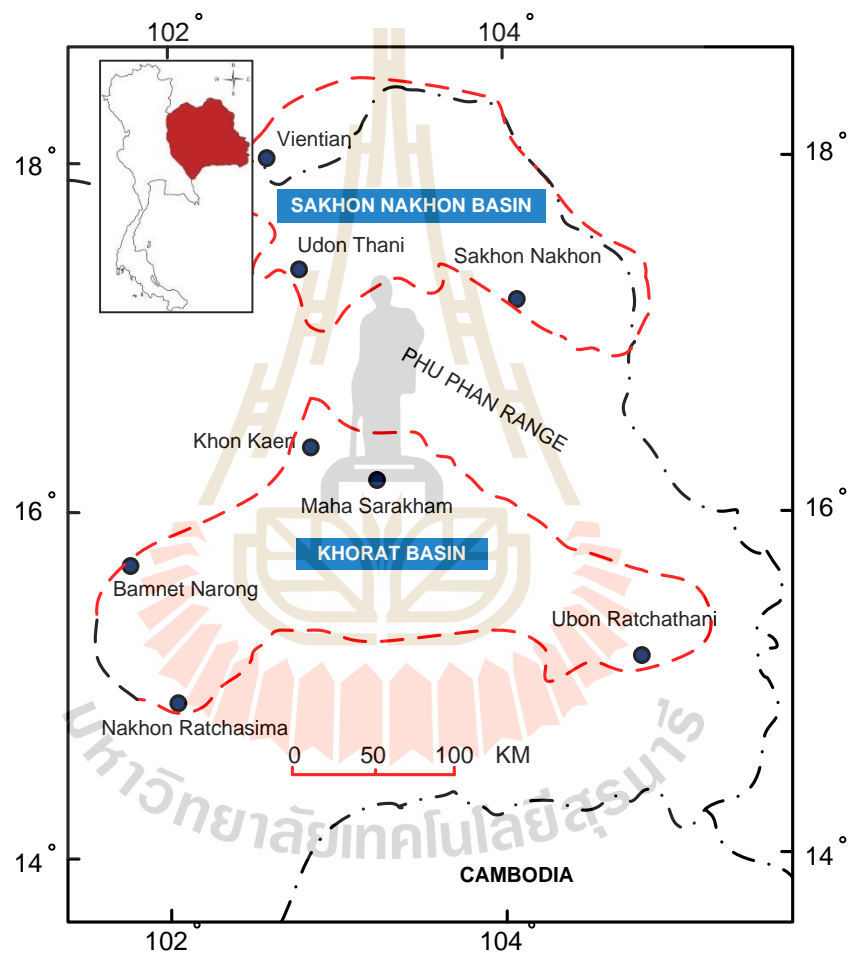 102° 104°
W E
18° 18°
Vientian
SAKHON NAKHON BASIN
Udon Thani
Sakhon Nakhon
PHU PHAN RANGE
Khon Kaen
Maha Sarakham
16° 16°
KHORAT BASIN
Bamnet Narong
Ubon Ratchathani
Nakhon Ratchasima
0 50 100 KM
มหาวิทยาลัยเทคโนโลยีสุรนารี
14° 14°
CAMBODIA
102° 104°